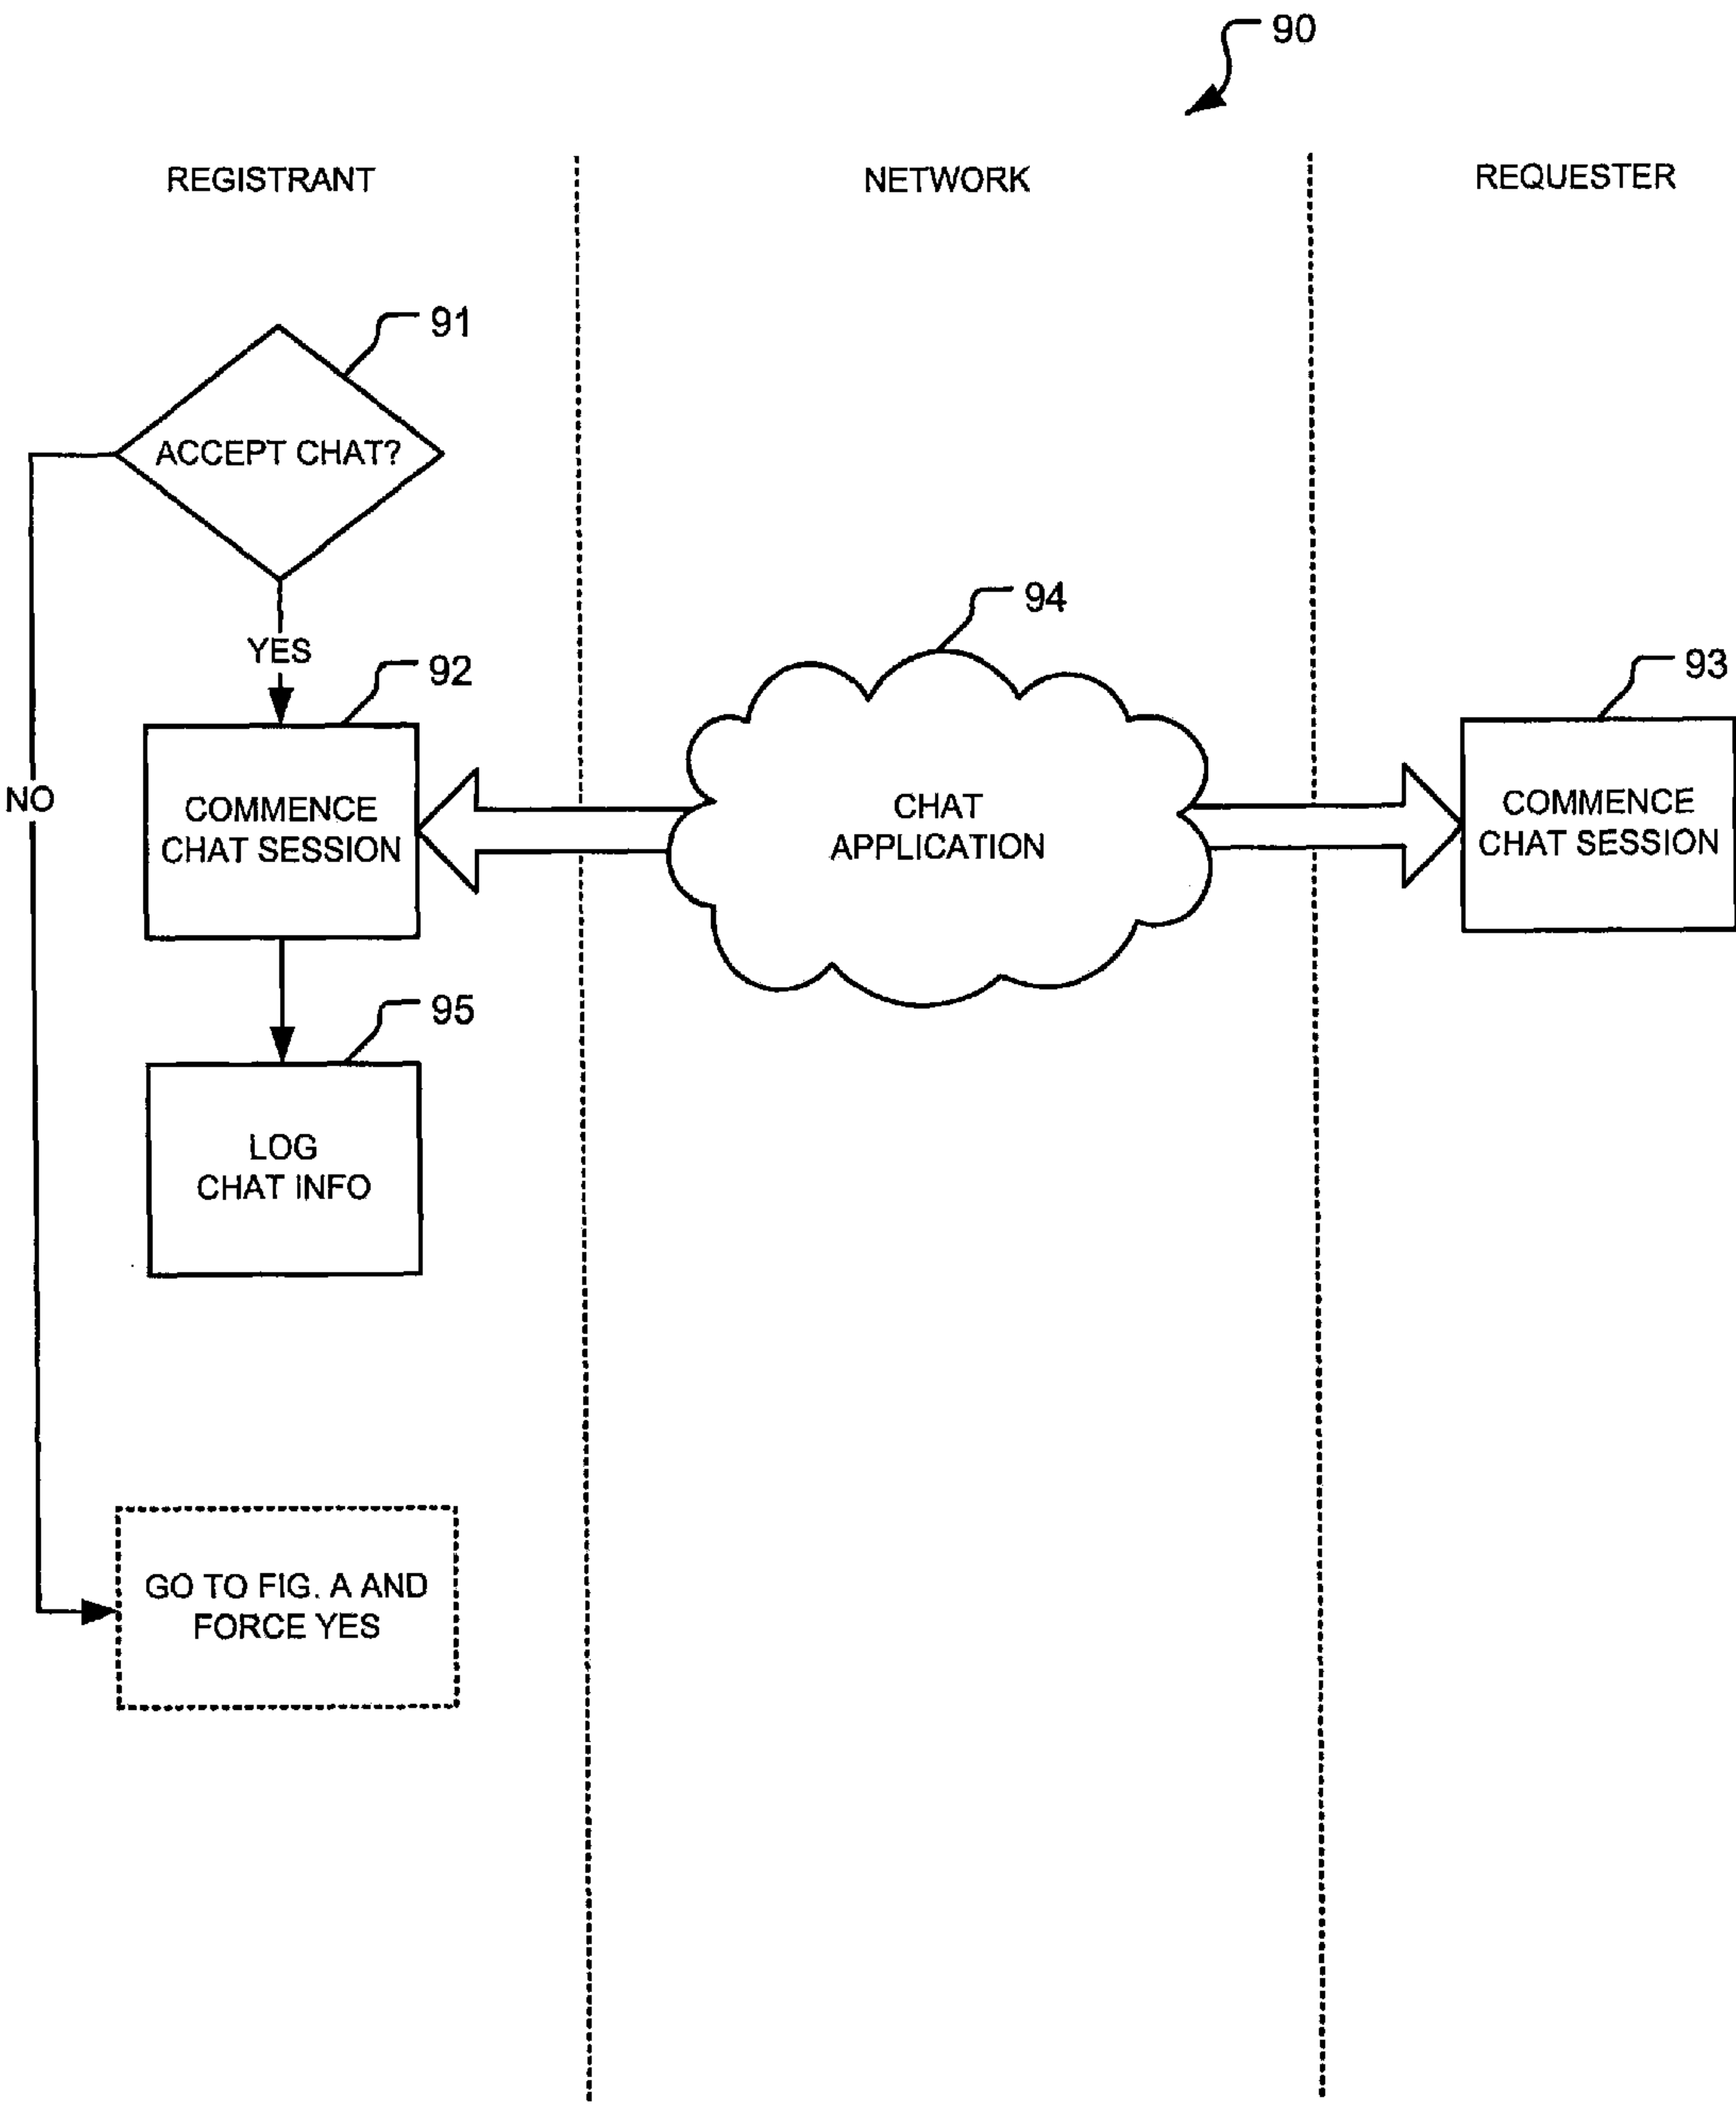 90
REGISTRANT
NETWORK
REQUESTER
91
ACCEPT CHAT?
YES
92
94
93
NO
COMMENCE
CHAT SESSION
CHAT
APPLICATION
COMMENCE
CHAT SESSION
95
LOG
CHAT INFO
GO TO FIG. A AND
FORCE YES